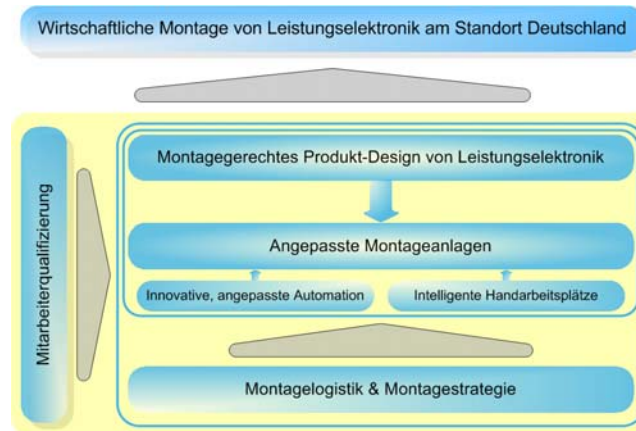 Wirtschaftliche Montage von Leistungselektronik am Standort Deutschland
Mitarbeiterqualifizierung
Montagegerechtes Produkt-Design von Leistungselektronik
Angepasste Montageanlagen
Innovative, angepasste Automation
Intelligente Handarbeitsplätze
Montagelogistik & Montagestrategie